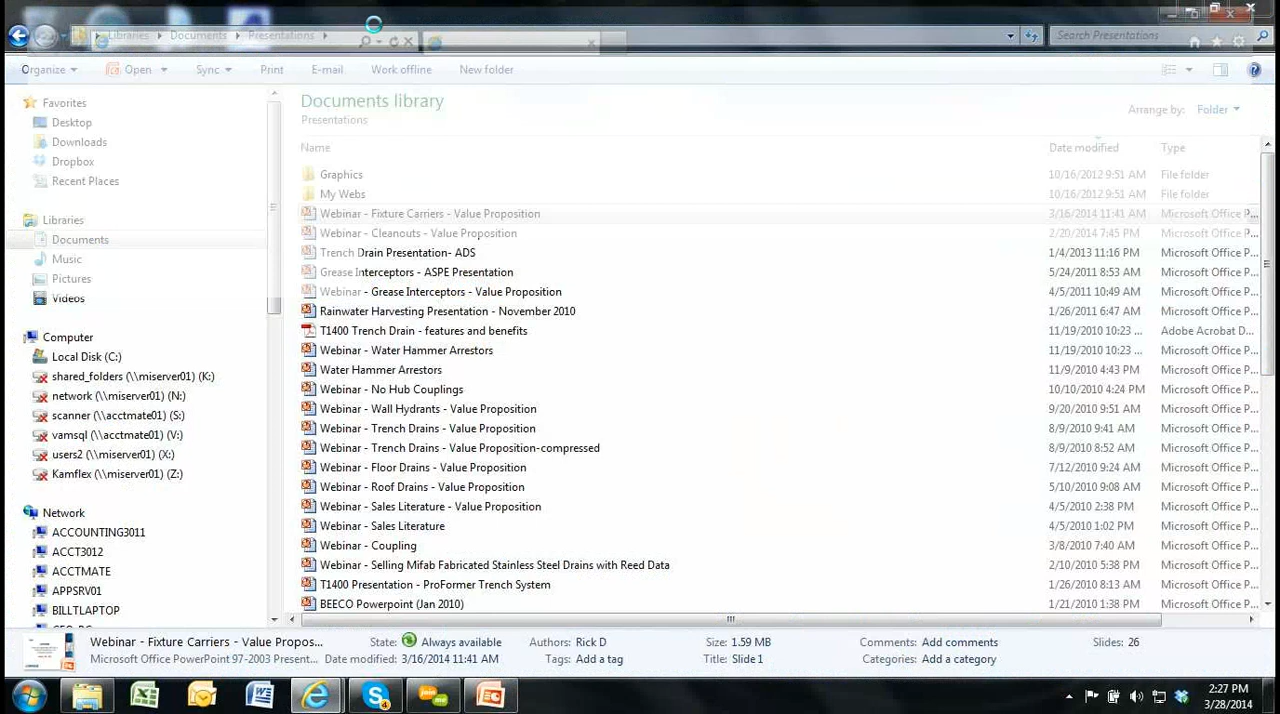 Libraries Documents Presentations
Search Presentations
Organize Open Sync Print E-mail Work offline New folder
Favorites
Desktop
Downloads
Dropbox
Recent Places
Libraries
Documents
Music
Pictures
Videos
Computer
Local Disk (C:)
shared_folders (\\miserver01) (K:)
network (\\miserver01) (N:)
scanner (\\acctmate01) (S:)
vamsql (\\acctmate01) (V:)
users2 (\\miserver01) (X:)
Kamflex (\\miserver01) (Z:)
Network
ACCOUNTING3011
ACCT3012
ACCTMATE
APPSRV01
BILLTLAPTOP
Documents library
Presentations
Arrange by: Folder
Name Date modified Type
Graphics 10/16/2012 9:51 AM File folder
My Webs 10/16/2012 9:51 AM File folder
Webinar - Fixture Carriers - Value Proposition 3/16/2014 11:41 AM Microsoft Office P...
Webinar - Cleanouts - Value Proposition 2/20/2014 7:45 PM Microsoft Office P...
Trench Drain Presentation- ADS 1/4/2013 11:16 PM Microsoft Office P...
Grease Interceptors - ASPE Presentation 5/24/2011 8:53 AM Microsoft Office P...
Webinar - Grease Interceptors - Value Proposition 4/5/2011 10:49 AM Microsoft Office P...
Rainwater Harvesting Presentation - November 2010 1/26/2011 6:47 AM Microsoft Office P...
T1400 Trench Drain - features and benefits 11/19/2010 10:23 ... Adobe Acrobat D...
Webinar - Water Hammer Arrestors 11/19/2010 10:23 ... Microsoft Office P...
Water Hammer Arrestors 11/9/2010 4:43 PM Microsoft Office P...
Webinar - No Hub Couplings 10/10/2010 4:24 PM Microsoft Office P...
Webinar - Wall Hydrants - Value Proposition 9/20/2010 9:51 AM Microsoft Office P...
Webinar - Trench Drains - Value Proposition 8/9/2010 9:41 AM Microsoft Office P...
Webinar - Trench Drains - Value Proposition-compressed 8/9/2010 8:52 AM Microsoft Office P...
Webinar - Floor Drains - Value Proposition 7/12/2010 9:24 AM Microsoft Office P...
Webinar - Roof Drains - Value Proposition 5/10/2010 9:08 AM Microsoft Office P...
Webinar - Sales Literature - Value Proposition 4/5/2010 2:38 PM Microsoft Office P...
Webinar - Sales Literature 4/5/2010 1:02 PM Microsoft Office P...
Webinar - Coupling 3/8/2010 7:40 AM Microsoft Office P...
Webinar - Selling Mifab Fabricated Stainless Steel Drains with Reed Data 2/10/2010 5:38 PM Microsoft Office P...
T1400 Presentation - ProFormer Trench System 1/26/2010 8:13 AM Microsoft Office P...
BEECO Powerpoint (Jan 2010) 1/21/2010 1:38 PM Microsoft Office P...
Webinar - Fixture Carriers - Value Propos... State: Always available Authors: Rick D Size: 1.59 MB Comments: Add comments Slides: 26
Microsoft Office PowerPoint 97-2003 Present... Date modified: 3/16/2014 11:41 AM Tags: Add a tag Title: Slide 1 Categories: Add a category
2:27 PM
3/28/2014